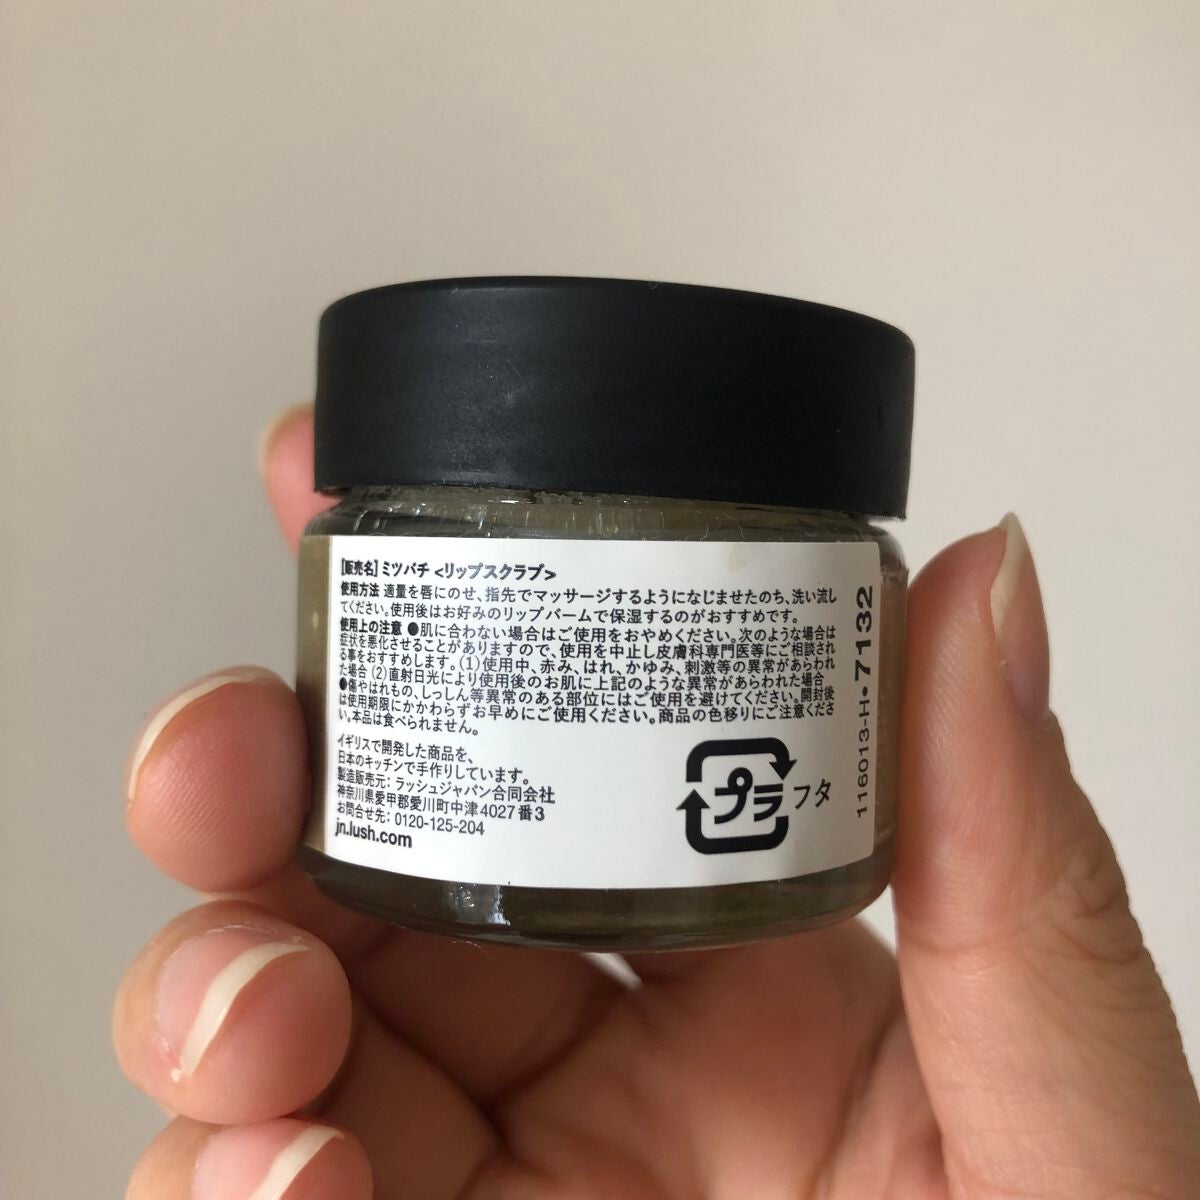 [販売名] ミツバチ <リップスクラブ>
使用方法 適量を唇にのせ、指先でマッサージするようになじませたのち、洗い流し
てください。使用後はお好みのリップバームで保湿するのがおすすめです。
使用上の注意 ●肌に合わない場合はご使用をおやめください。次のような場合は
症状を悪化させることがありますので、使用を中止し皮膚科専門医等にご相談され
る事をおすすめします。(1)使用中、赤み、はれ、かゆみ、刺激等の異常があらわれ
た場合 (2)直射日光により使用後のお肌に上記のような異常があらわれた場合
●傷やはれもの、しっしん等異常のある部位にはご使用を避けてください。開封後
は使用期限にかかわらずお早めにご使用ください。商品の色移りにご注意くださ
い。本品は食べられません。
イギリスで開発した商品を、
日本のキッチンで手作りしています。
製造販売元: ラッシュジャパン合同会社
神奈川県愛甲郡愛川町中津4027番3
お問合せ先: 0120-125-204
jn.lush.com
プラ フタ
116013-H•7132